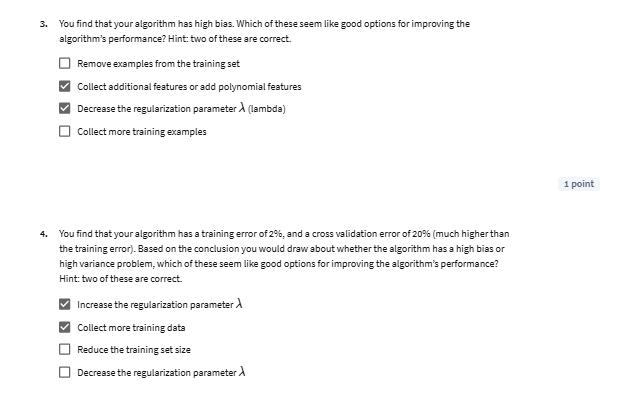 3. You find that your algorithm has high bias. Which of these seem like good options for improving the
algorithm's performance? Hint: two of these are correct.
Remove examples from the training set
Collect additional features or add polynomial features
Decrease the regularization parameter λ (lambda)
Collect more training examples
1 point
4. You find that your algorithm has a training error of 2%, and a cross validation error of 20% (much higher than
the training error). Based on the conclusion you would draw about whether the algorithm has a high bias or
high variance problem, which of these seem like good options for improving the algorithm's performance?
Hint: two of these are correct.
Increase the regularization parameter λ
Collect more training data
Reduce the training set size
Decrease the regularization parameter λ